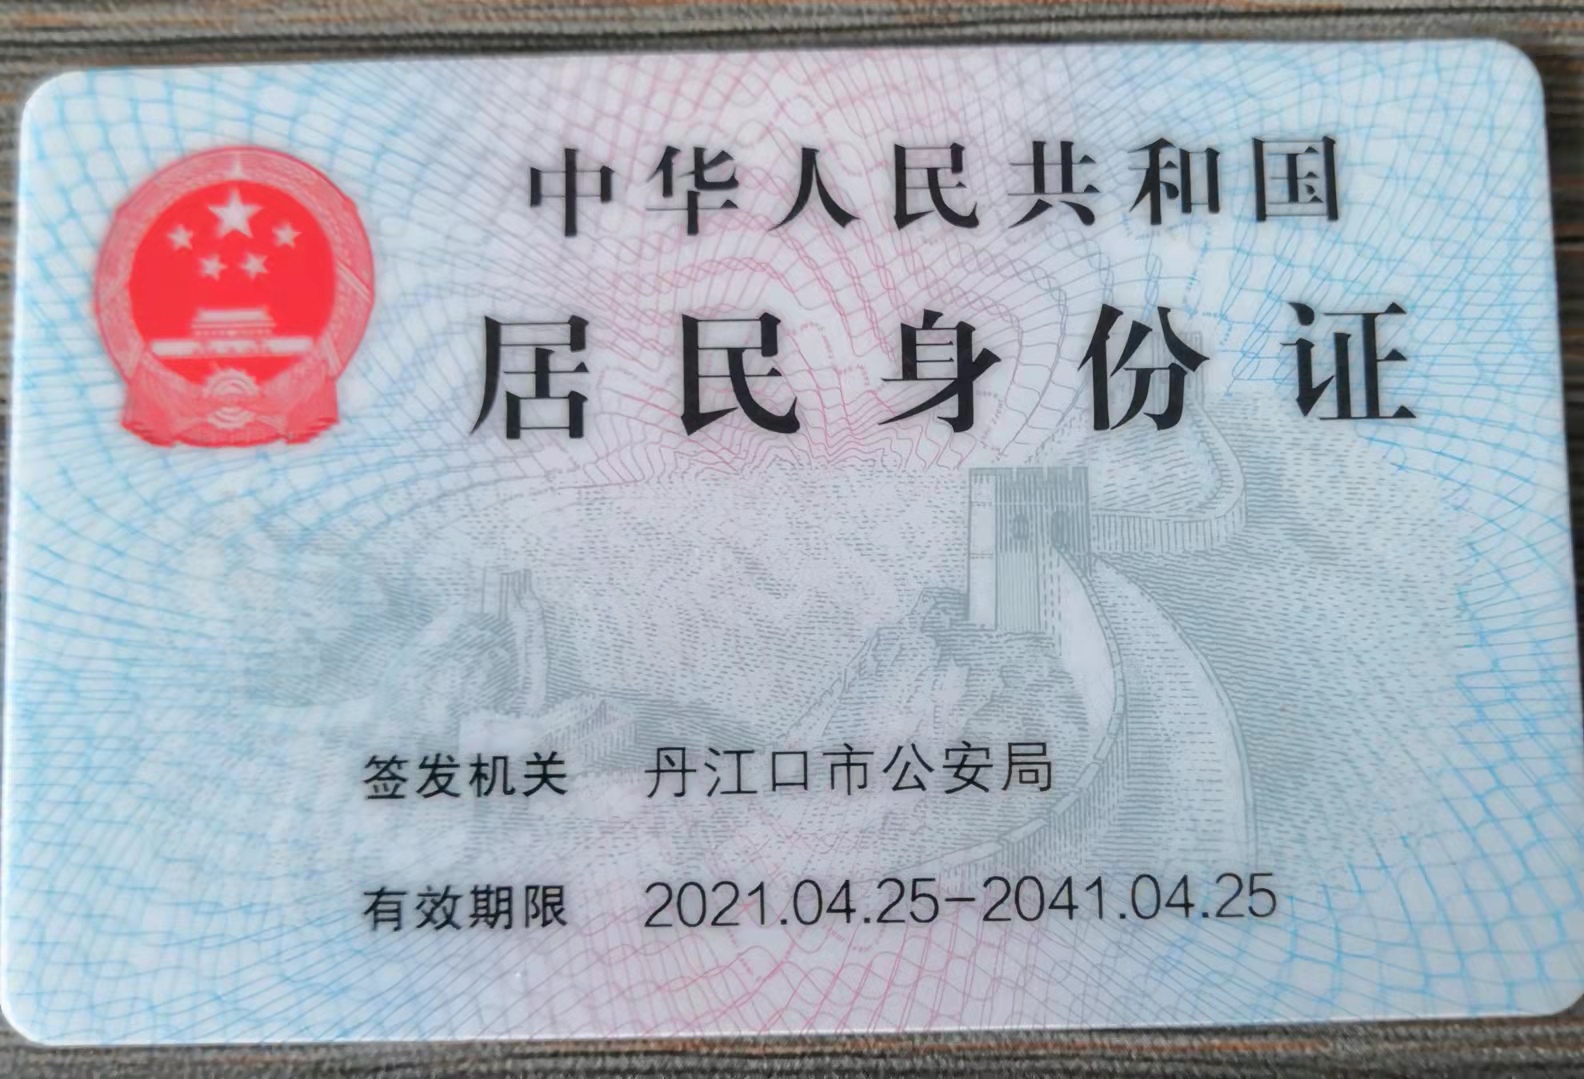 中华人民共和国
居民身份证
签发机关 丹江口市公安局
有效期限 2021.04.25-2041.04.25